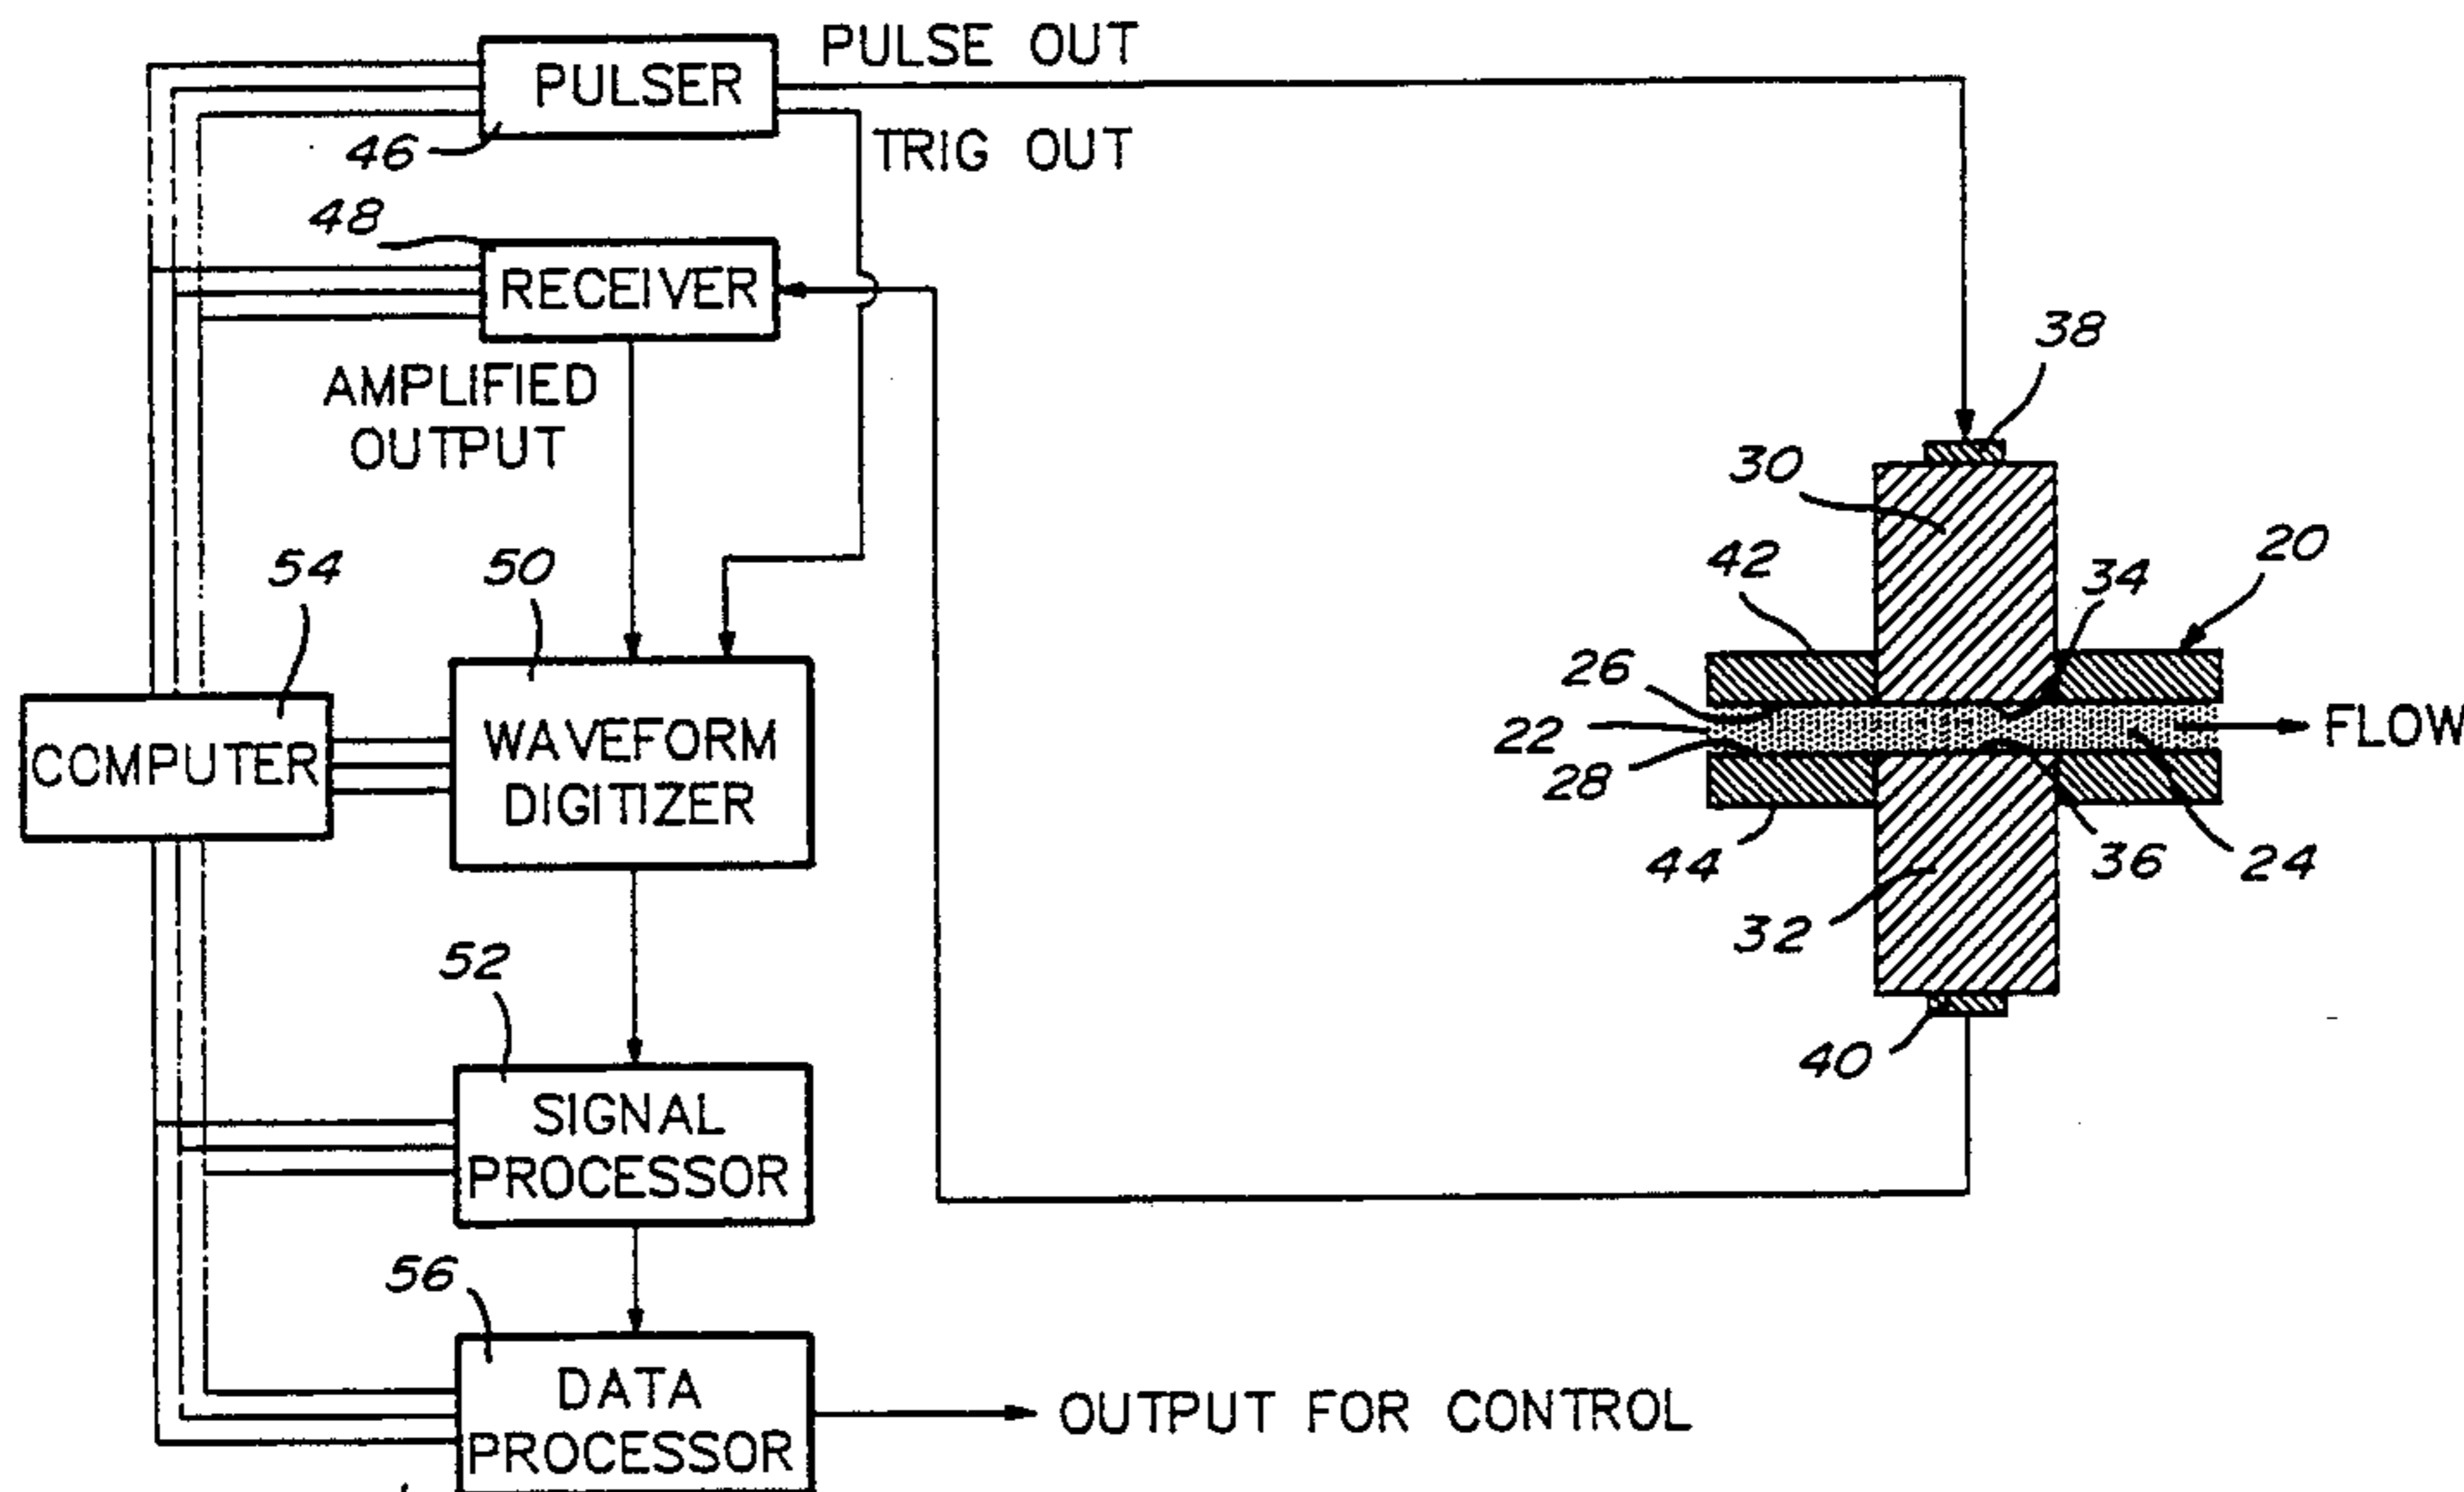 PULSE OUT
PULSER
46
TRIG OUT
48
RECEIVER
AMPLIFIED
OUTPUT
38
30
20
42
34
54
50
26
22
28
FLOW
COMPUTER
WAVEFORM
DIGITIZER
44
36
24
32
52
40
SIGNAL
PROCESSOR
56
DATA
PROCESSOR
OUTPUT FOR CONTROL